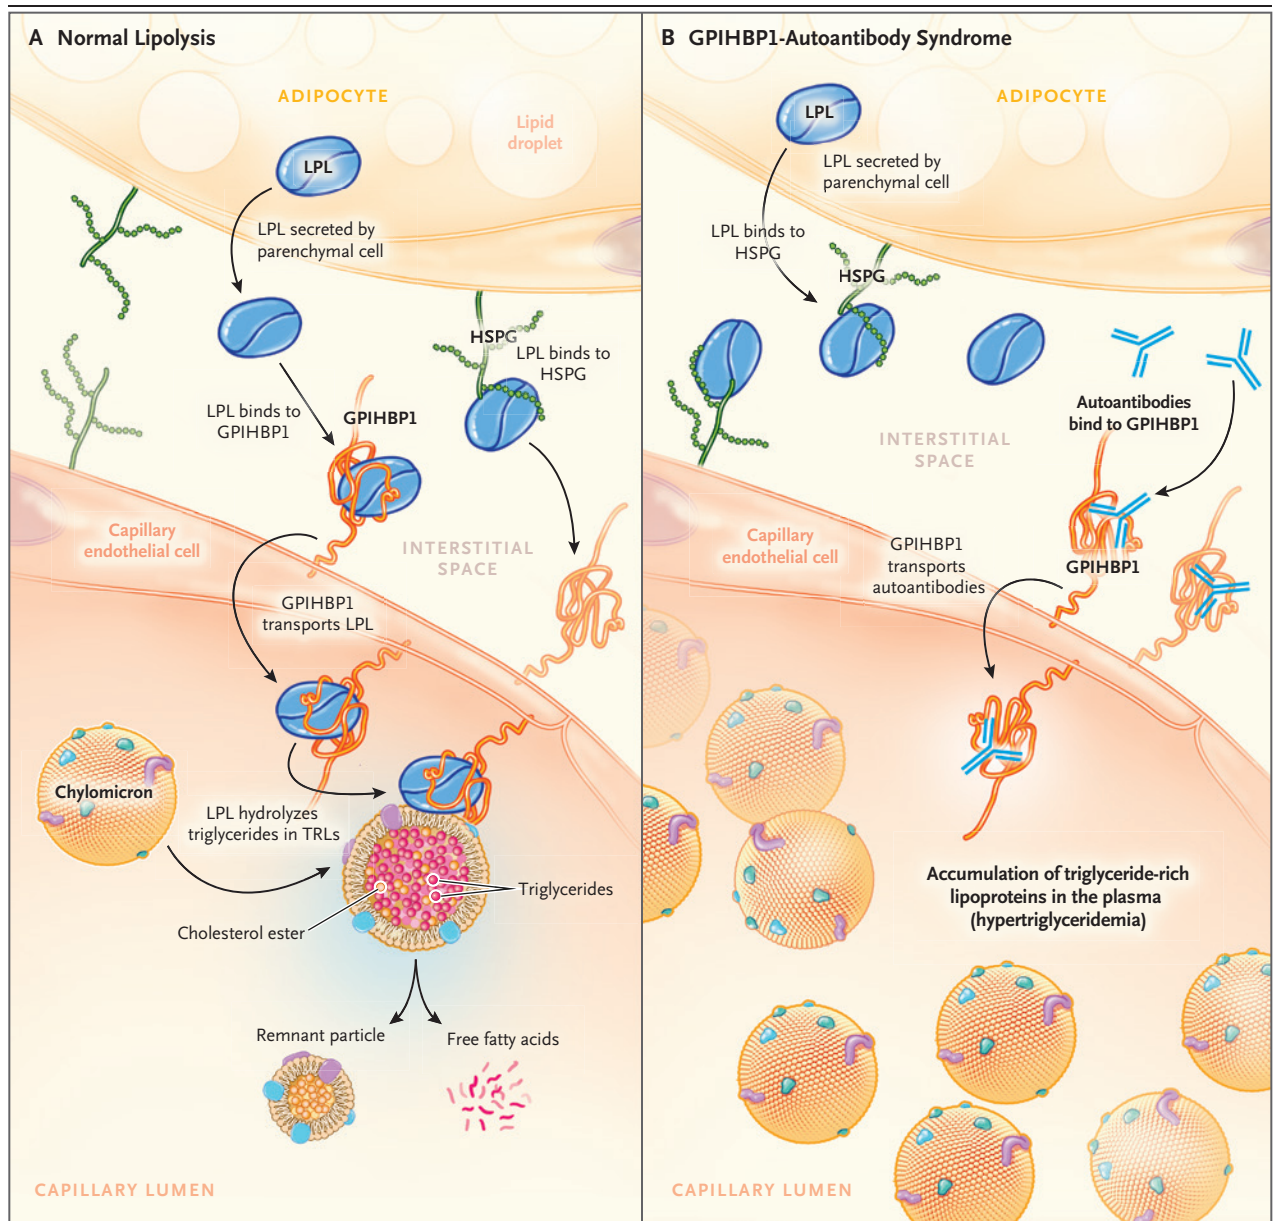 A Normal Lipolysis
ADIPOCYTE
Lipid
droplet
LPL
LPL secreted by
parenchymal cell
HSPG
LPL binds to
HSPG
LPL binds to
GPIHBP1
GPIHBP1
Capillary
endothelial cell
INTERSTITIAL
SPACE
GPIHBP1
transports LPL
Chylomicron
LPL hydrolyzes
triglycerides in TRLs
Triglycerides
Cholesterol ester
Remnant particle
Free fatty acids
CAPILLARY LUMEN
B GPIHBP1-Autoantibody Syndrome
ADIPOCYTE
LPL
LPL secreted by
parenchymal cell
LPL binds to
HSPG
HSPG
Autoantibodies
bind to GPIHBP1
INTERSTITIAL
SPACE
Capillary
endothelial cell
GPIHBP1
transports
autoantibodies
GPIHBP1
Accumulation of triglyceride-rich
lipoproteins in the plasma
(hypertriglyceridemia)
CAPILLARY LUMEN